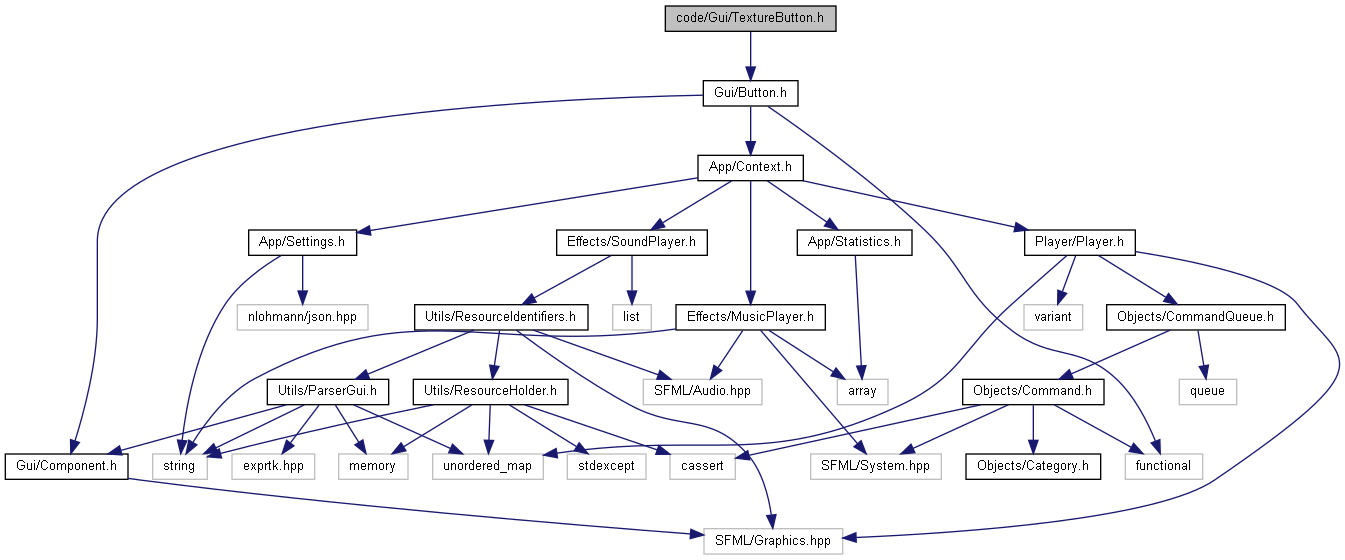 code/Gui/TextureButton.h
Gui/Button.h
App/Context.h
App/Settings.h
Effects/SoundPlayer.h
App/Statistics.h
Player/Player.h
nlohmann/json.hpp
Utils/ResourceIdentifiers.h
list
Effects/MusicPlayer.h
variant
Objects/CommandQueue.h
Utils/ParserGui.h
Utils/ResourceHolder.h
SFML/Audio.hpp
array
Objects/Command.h
queue
Gui/Component.h
string
exprtk.hpp
memory
unordered_map
stdexcept
cassert
SFML/System.hpp
Objects/Category.h
functional
SFML/Graphics.hpp